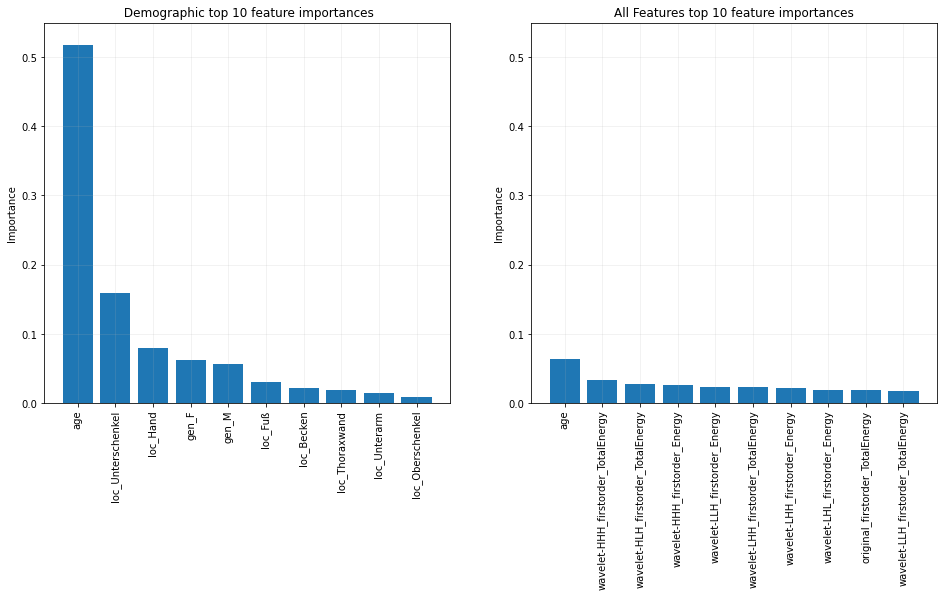 Demographic top 10 feature importances
Importance
0.5
0.4
0.3
0.2
0.1
0.0
age
loc_Unterschenkel
loc_Hand
gen_F
gen_M
loc_Fuß
loc_Becken
loc_Thoraxwand
loc_Unterarm
loc_Oberschenkel
All Features top 10 feature importances
Importance
0.5
0.4
0.3
0.2
0.1
0.0
age
wavelet-HHH_firstorder_TotalEnergy
wavelet-HLH_firstorder_TotalEnergy
wavelet-HHH_firstorder_Energy
wavelet-LLH_firstorder_Energy
wavelet-LHH_firstorder_TotalEnergy
wavelet-LHH_firstorder_Energy
wavelet-LHL_firstorder_Energy
original_firstorder_TotalEnergy
wavelet-LLH_firstorder_TotalEnergy